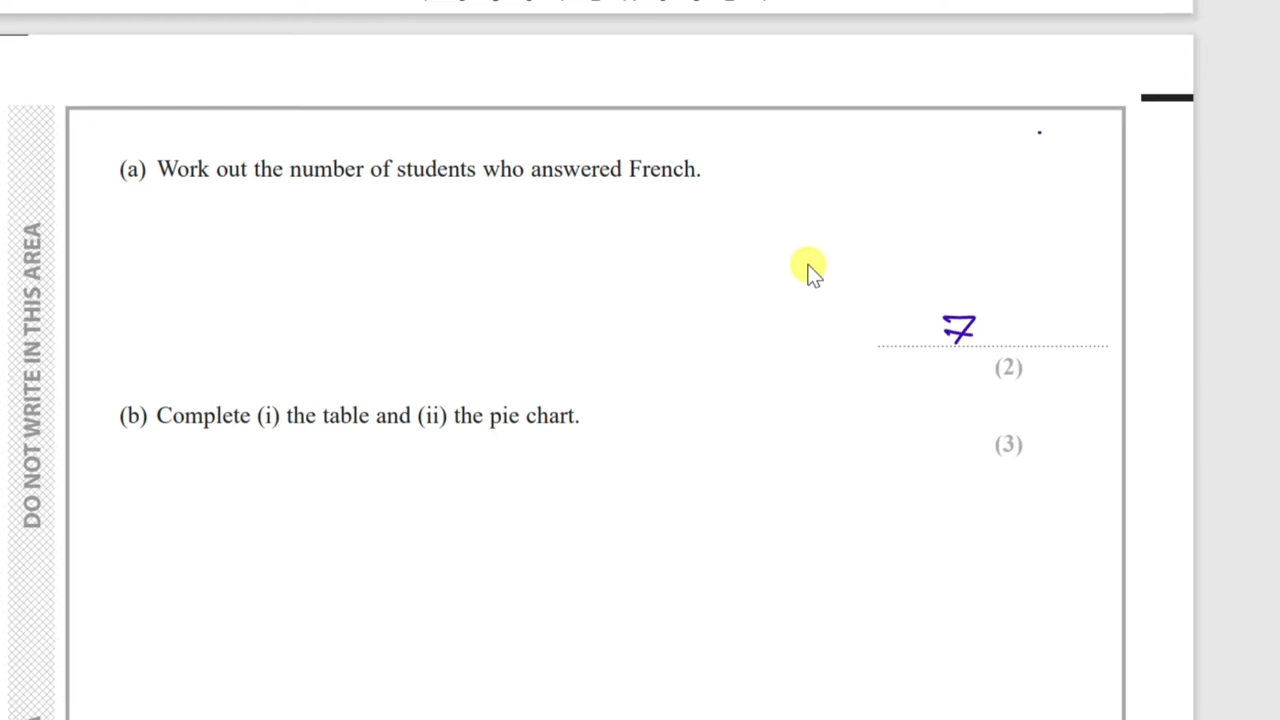 (a) Work out the number of students who answered French.
7
(2)
(b) Complete (i) the table and (ii) the pie chart.
(3)
DO NOT WRITE IN THIS AREA